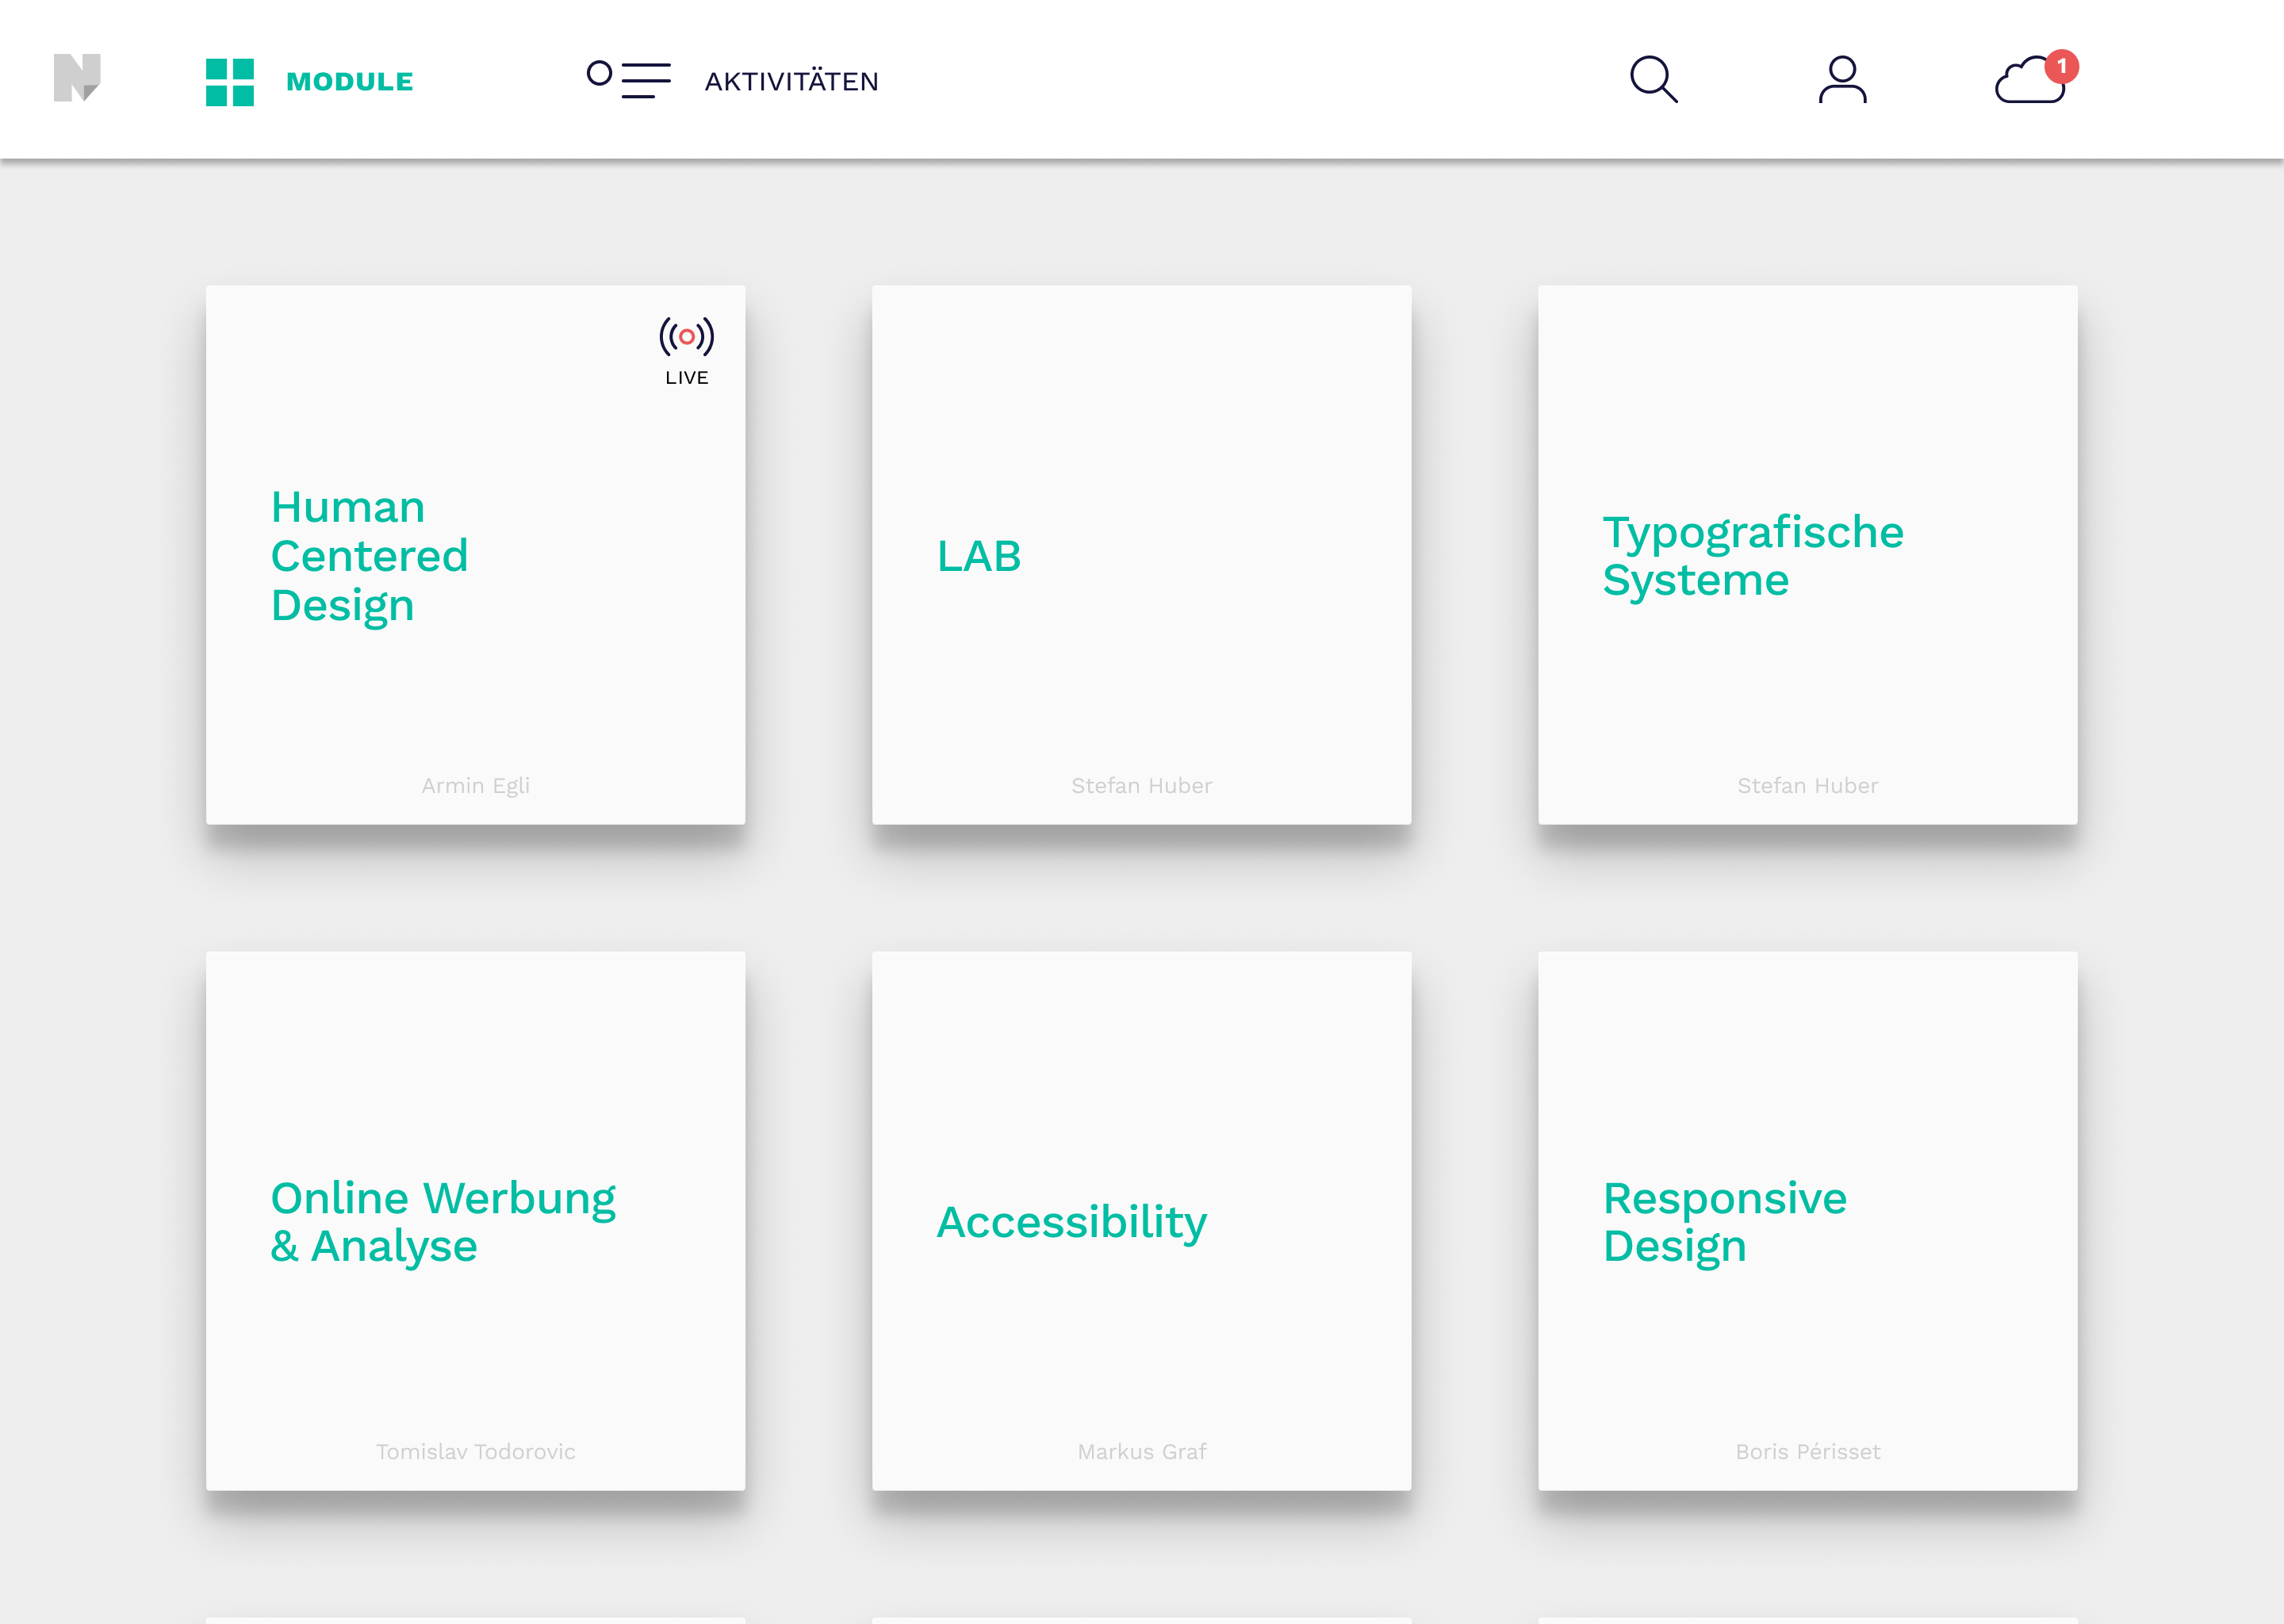 N
MODULE
AKTIVITÄTEN
1
LIVE
Human
Centered
Design
Armin Egli
LAB
Stefan Huber
Typografische
Systeme
Stefan Huber
Online Werbung
& Analyse
Tomislav Todorovic
Accessibility
Markus Graf
Responsive
Design
Boris Périsset